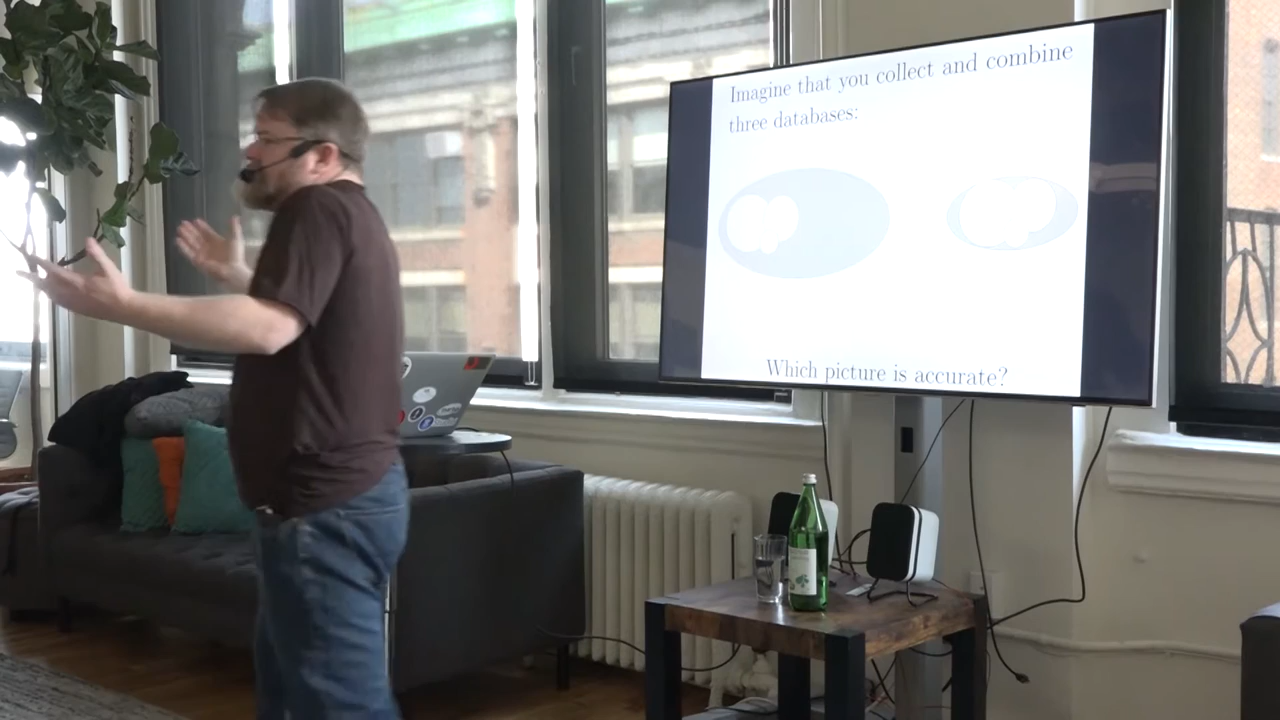 Imagine that you collect and combine
three databases:
Which picture is accurate?